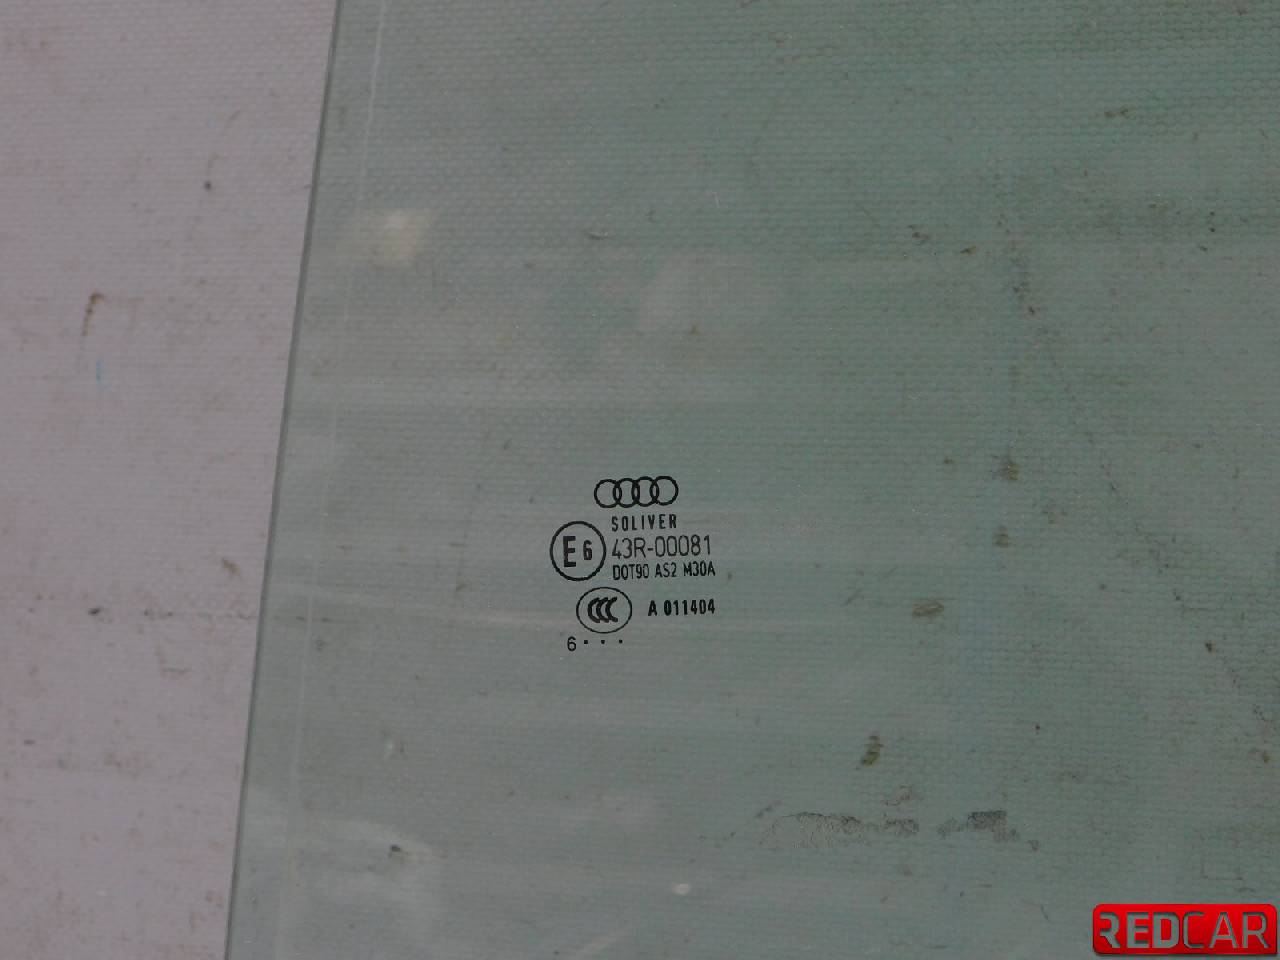 SOLIVER
E6 43R-00081
DOT90 AS2 M30A
CCC A 011404
6 · · ·
REDCAR